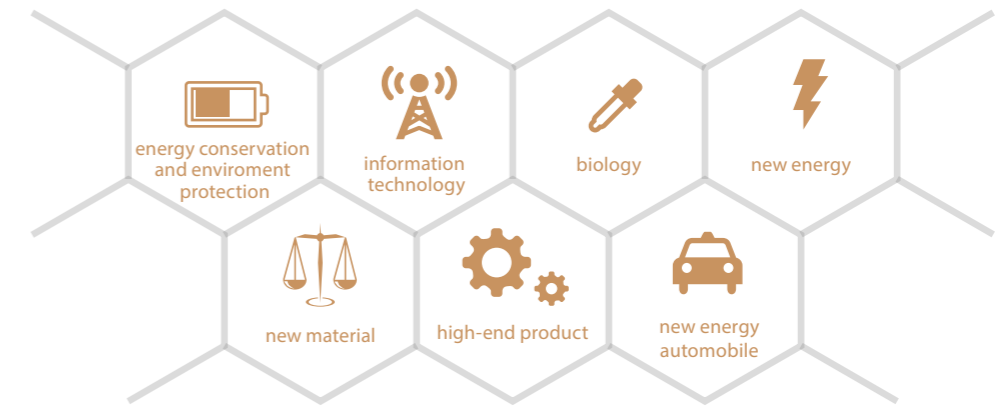 energy conservation
and enviroment
protection
information
technology
biology
new energy
new material
high-end product
new energy
automobile